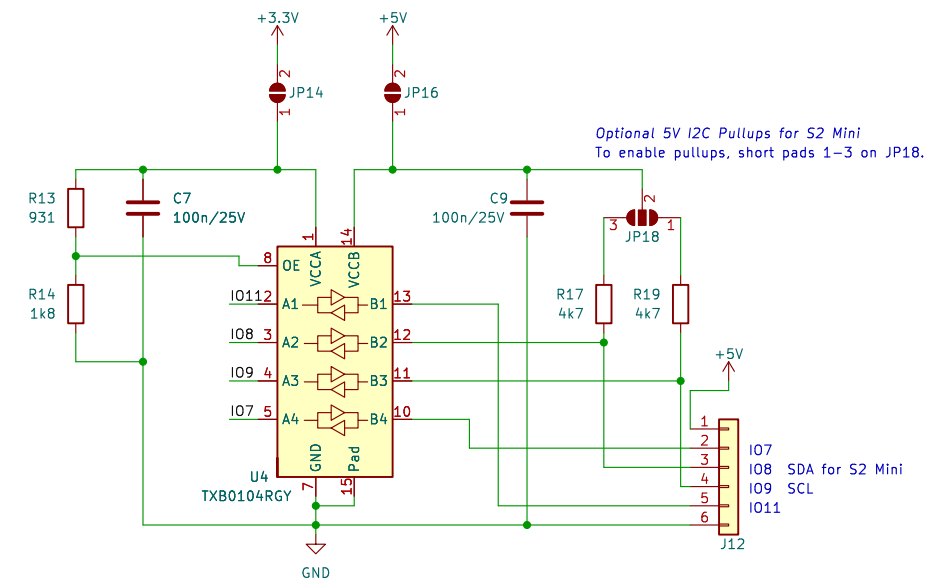 +3.3V
+5V
2
JP14
1
2
JP16
1
Optional 5V I2C Pullups for S2 Mini
To enable pullups, short pads 1-3 on JP18.
R13
931
C7
100n/25V
C9
100n/25V
2
3
1
JP18
1
14
8
OE
VCCA
VCCB
R14
1k8
R17
4k7
R19
4k7
IO11
2
A1
B1
13
IO8
3
A2
B2
12
IO9
4
A3
B3
11
IO7
5
A4
B4
10
GND
Pad
7
15
U4
TXB0104RGY
+5V
1
2
IO7
3
IO8 SDA for S2 Mini
4
IO9 SCL
5
IO11
6
J12
GND